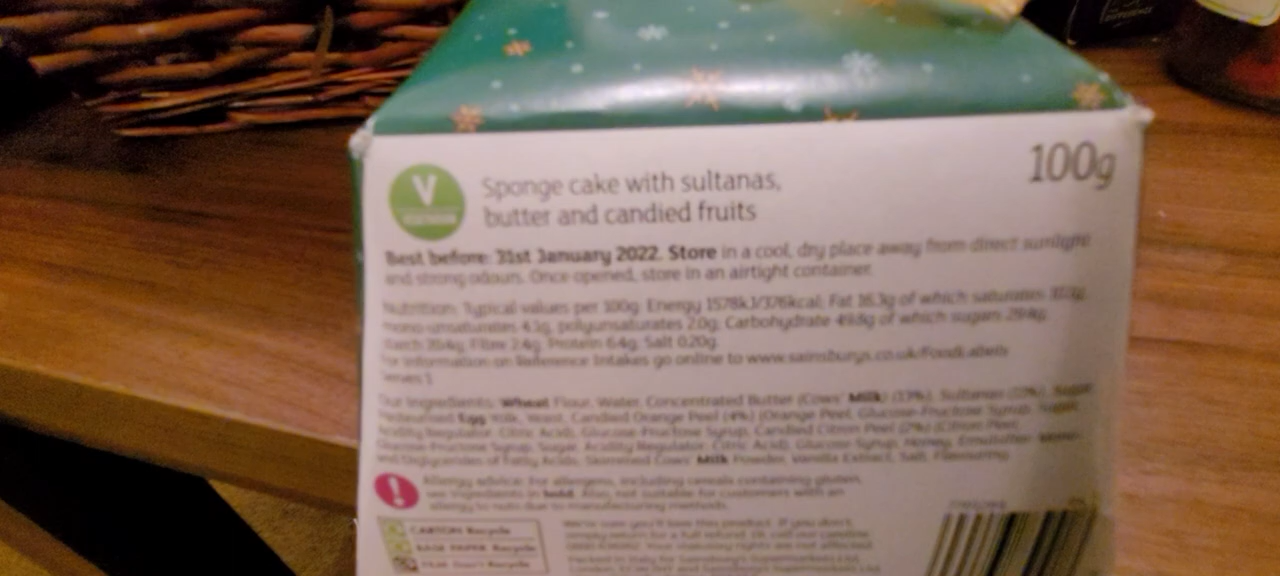 V
100g
Sponge cake with sultanas,
butter and candied fruits
Best before: 31st January 2022. Store in a cool, dry place away from direct sunlight
and strong odours. Once opened, store in an airtight container.
Nutrition: Typical values per 100g: Energy 1578kJ/376kcal; Fat 16.3g of which saturates
mono-unsaturates 4.1g, polyunsaturates 2.0g; Carbohydrate 49.8g of which sugars
Fibre 2.4g; Protein 6.4g; Salt 0.20g.
For information on Reference Intakes go online to www.sainsburys.co.uk/FoodLabels
Serves 1
Our Ingredients: Wheat Flour, Water, Concentrated Butter (Cows' Milk) (13%), Sultanas Sugar,
Pasteurised Egg Yolk, Yeast, Candied Orange Peel (4%) (Orange Peel, Glucose-Fructose Syrup, Sugar,
Acidity Regulator: Citric Acid), Glucose-Fructose Syrup, Candied Citron Peel (2%) (Citron Peel,
Glucose-Fructose Syrup, Sugar, Acidity Regulator: Citric Acid), Glucose Syrup, Honey, Emulsifier: Mono-
and Diglycerides of Fatty Acids, Skimmed Cows' Milk Powder, Vanilla Extract, Salt, Flavouring.
!
Allergy advice: For allergens, including cereals containing gluten,
see ingredients in bold. Also, not suitable for customers with an
allergy to nuts due to manufacturing methods.
CARTON Recycle
BASE PAPER Recycle
FILM Don't Recycle
We're sure you'll love this product. If you don't,
simply return for a full refund. Or call our careline
Your statutory rights are not affected.
Packed in Italy for Sainsbury's Supermarkets Ltd,